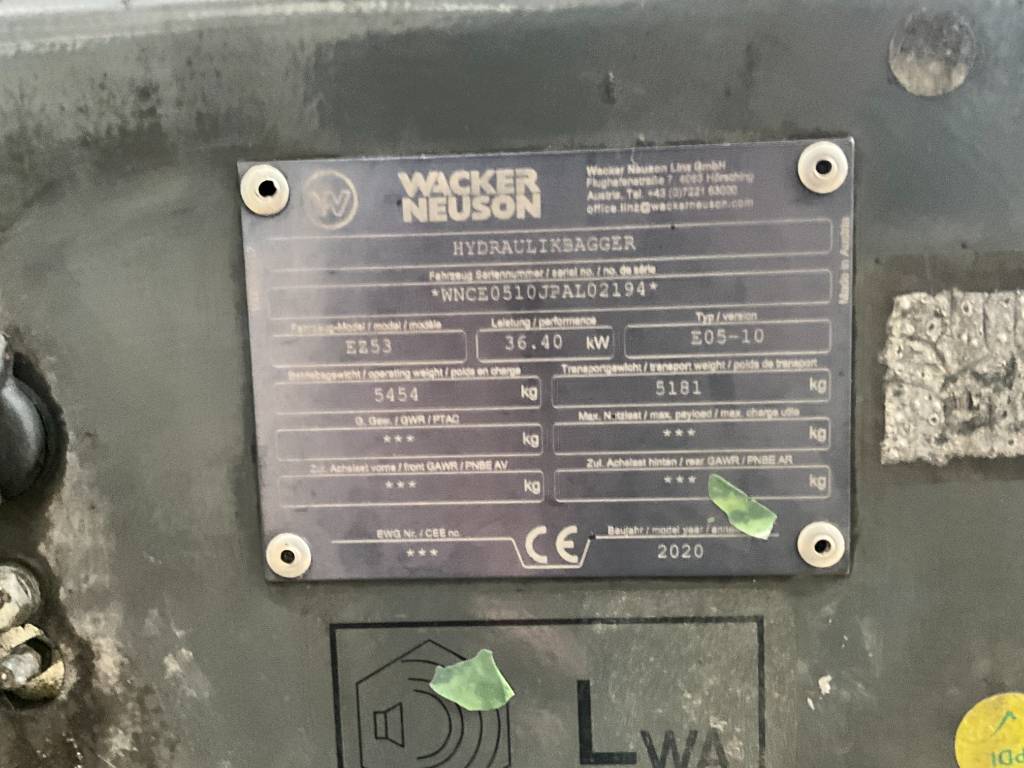 WACKER
NEUSON
Wacker Neuson Linz GmbH
Flughafenstraße 7 / 4063 Hörsching
Austria, Tel. +43 (0)7221 63000
office.linz@wackerneuson.com
HYDRAULIKBAGGER
Made in Austria
Fahrzeug Seriennummer / serial no. / no. de série
*WNCE0510JPAL02194*
Fahrzeug-Model / model / modèle
Leistung / performance
Typ / version
EZ53
36.40 kW
E05-10
Betriebsgewicht / operating weight / poids en charge
Transportgewicht / transport weight / poids de transport
5454 kg
5181 kg
G. Gew. / GWR / PTAC
Max. Nutzlast / max. payload / max. charge utile
*** kg
*** kg
Zul. Achslast vorne / front GAWR / PNBE AV
Zul. Achslast hinten / rear GAWR / PNBE AR
*** kg
*** kg
EWG Nr. / CEE no.
CE
Baujahr / model year /
***
2020
LWA
PDI